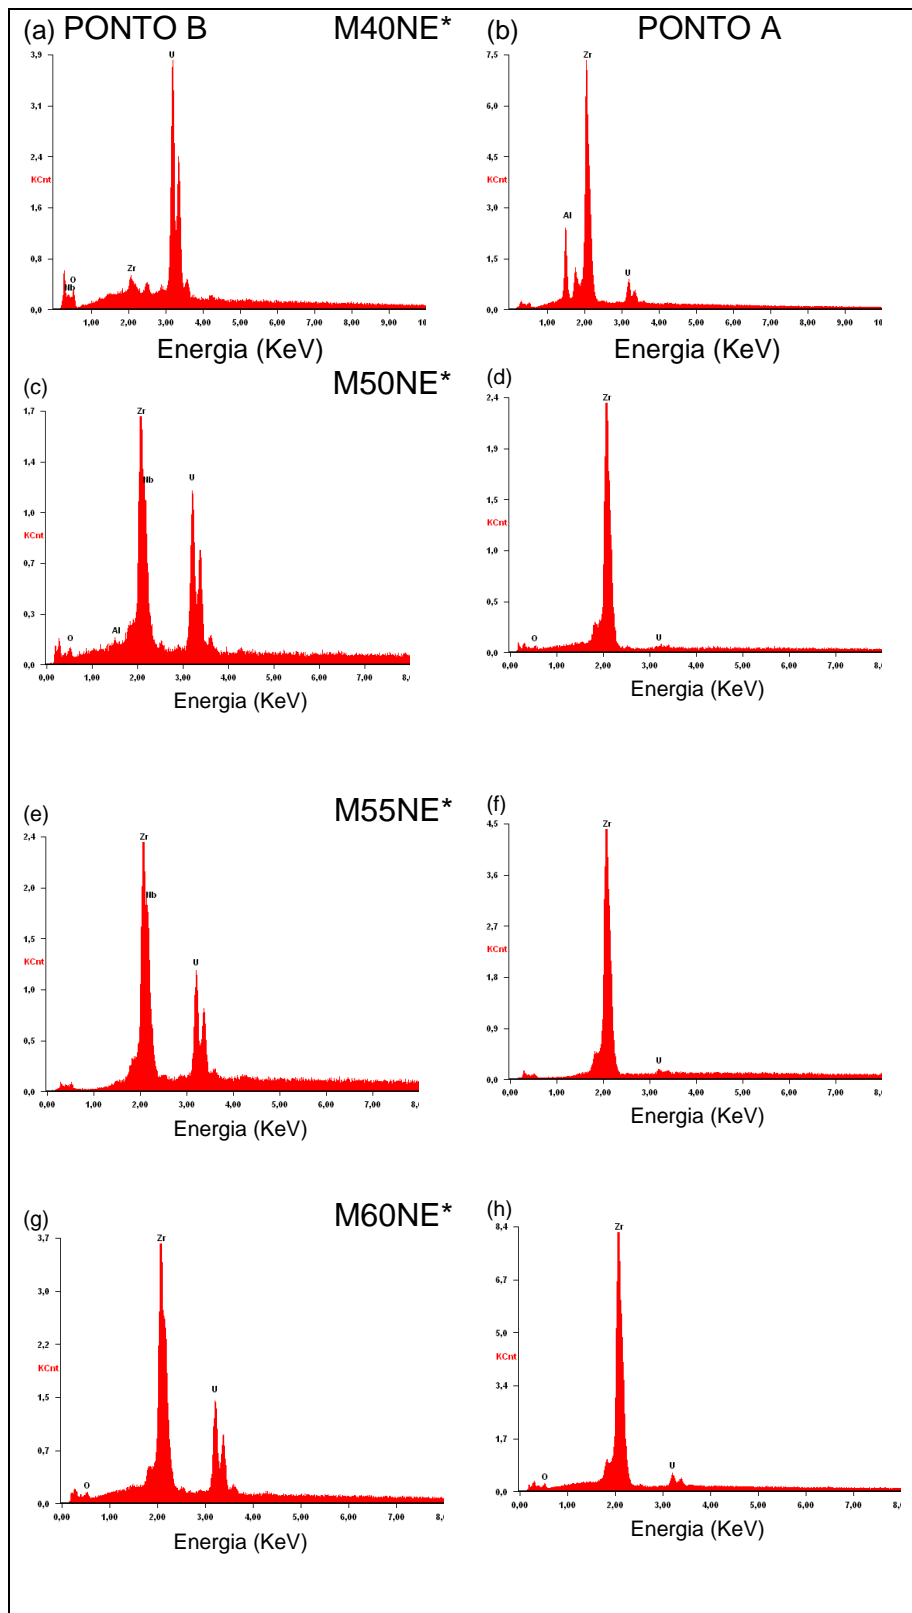 (a) PONTO B M40NE* (b) PONTO A
3,9
3,1
2,4
KCnt
1,6
0,8
0,0
U
Zr
O
Nb
1,00 2,00 3,00 4,00 5,00 6,00 7,00 8,00 9,00 10
Energia (KeV)
7,5
6,0
4,5
KCnt
3,0
1,5
0,0
Zr
Al
U
1,00 2,00 3,00 4,00 5,00 6,00 7,00 8,00 9,00 10
Energia (KeV)
(c) M50NE* (d)
1,7
1,4
1,0
KCnt
0,7
0,3
0,0
Zr
Nb
U
Al
O
0,00 1,00 2,00 3,00 4,00 5,00 6,00 7,00 8,0
Energia (KeV)
2,4
1,9
1,5
KCnt
1,0
0,5
0,0
Zr
O
U
0,00 1,00 2,00 3,00 4,00 5,00 6,00 7,00 8,0
Energia (KeV)
(e) M55NE* (f)
2,4
2,0
1,5
KCnt
1,0
0,5
0,0
Zr
Nb
U
0,00 1,00 2,00 3,00 4,00 5,00 6,00 7,00 8,0
Energia (KeV)
4,5
3,6
2,7
KCnt
1,8
0,9
0,0
Zr
U
0,00 1,00 2,00 3,00 4,00 5,00 6,00 7,00 8,0
Energia (KeV)
(g) M60NE* (h)
3,7
3,0
2,2
KCnt
1,5
0,7
0,0
Zr
U
O
0,00 1,00 2,00 3,00 4,00 5,00 6,00 7,00 8,0
Energia (KeV)
8,4
6,7
5,0
KCnt
3,4
1,7
0,0
Zr
U
O
0,00 1,00 2,00 3,00 4,00 5,00 6,00 7,00 8,0
Energia (KeV)